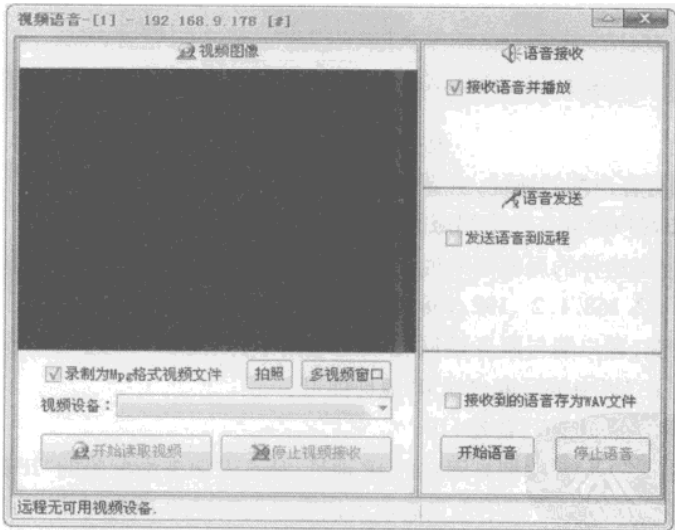 视频语音-[1] - 192.168.9.178 [#]
视频图像
录制为Mpg格式视频文件
拍照
多视频窗口
视频设备：
开始读取视频
停止视频接收
语音接收
接收语音并播放
语音发送
发送语音到远程
接收到的语音存为WAV文件
开始语音
停止语音
远程无可用视频设备.